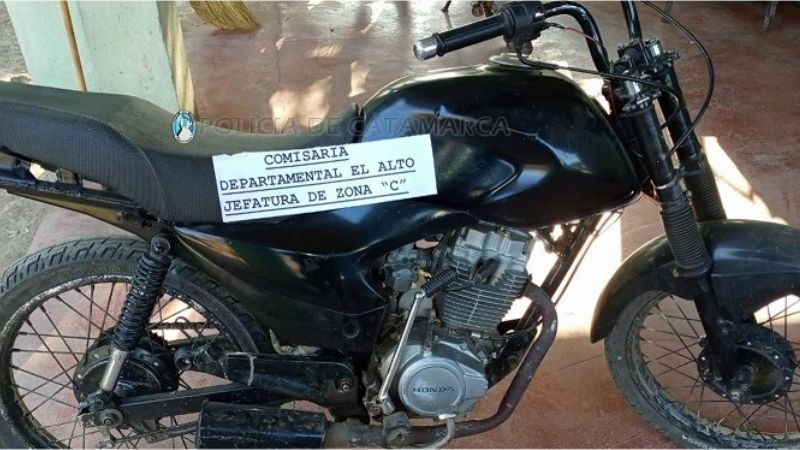 POLICIA DE CATAMARCA
COMISARIA
DEPARTAMENTAL EL ALTO
JEFATURA DE ZONA "C"
HONDA